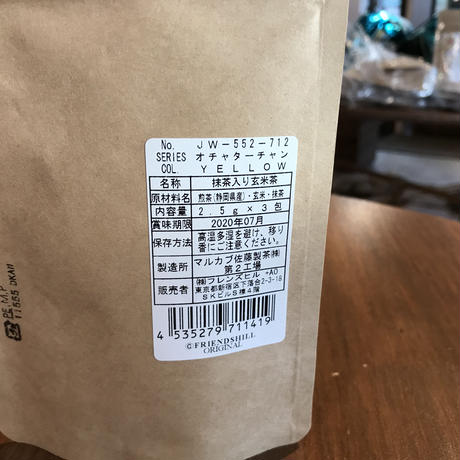 No. JW-552-712
SERIES オチャターチャン
COL. YELLOW
名称 抹茶入り玄米茶
原材料名 煎茶(静岡県産)・玄米・抹茶
内容量 2.5g×3包
賞味期限 2020年07月
保存方法 高温多湿を避け、移り
香にご注意ください。
製造所 マルカブ佐藤製茶㈱
第2工場
販売者 ㈱フレンズヒル +AO
東京都新宿区下落合2-3-18
SKビルS棟4階
4 535279 711419
©FRIENDSHILL
ORIGINAL
PE,M,P